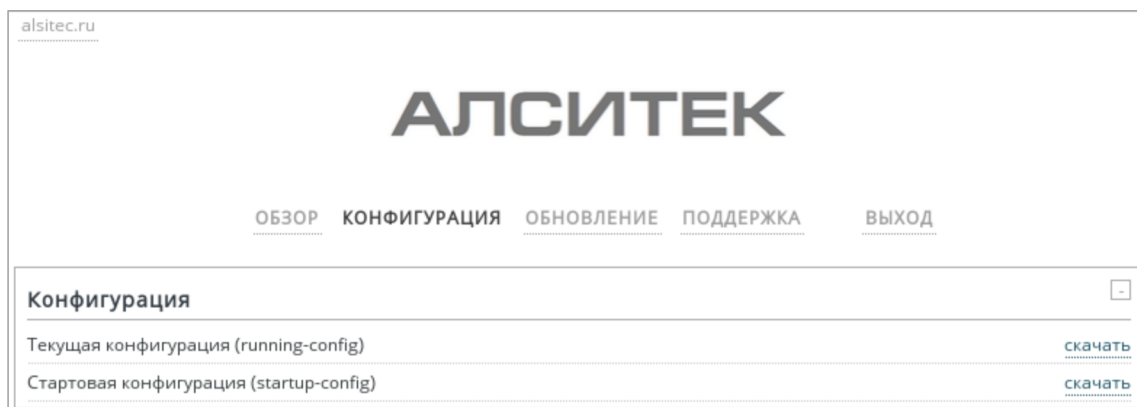 alsitec.ru
АЛСИТЕК
ОБЗОР КОНФИГУРАЦИЯ ОБНОВЛЕНИЕ ПОДДЕРЖКА ВЫХОД
Конфигурация -
Текущая конфигурация (running-config) скачать
Стартовая конфигурация (startup-config) скачать